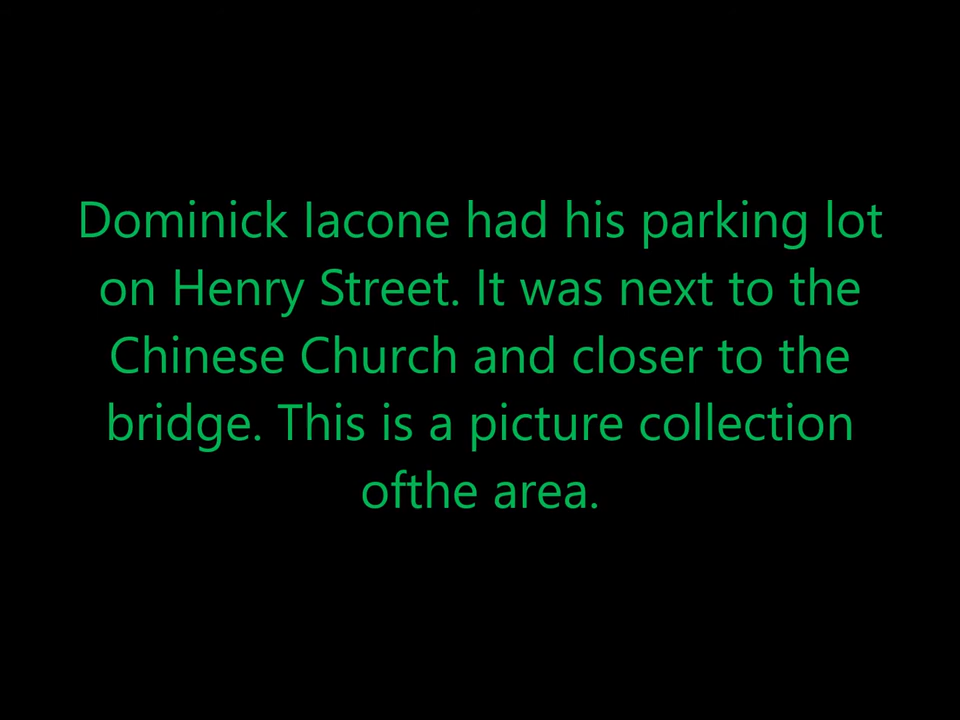 Dominick Iacone had his parking lot
on Henry Street. It was next to the
Chinese Church and closer to the
bridge. This is a picture collection
ofthe area.